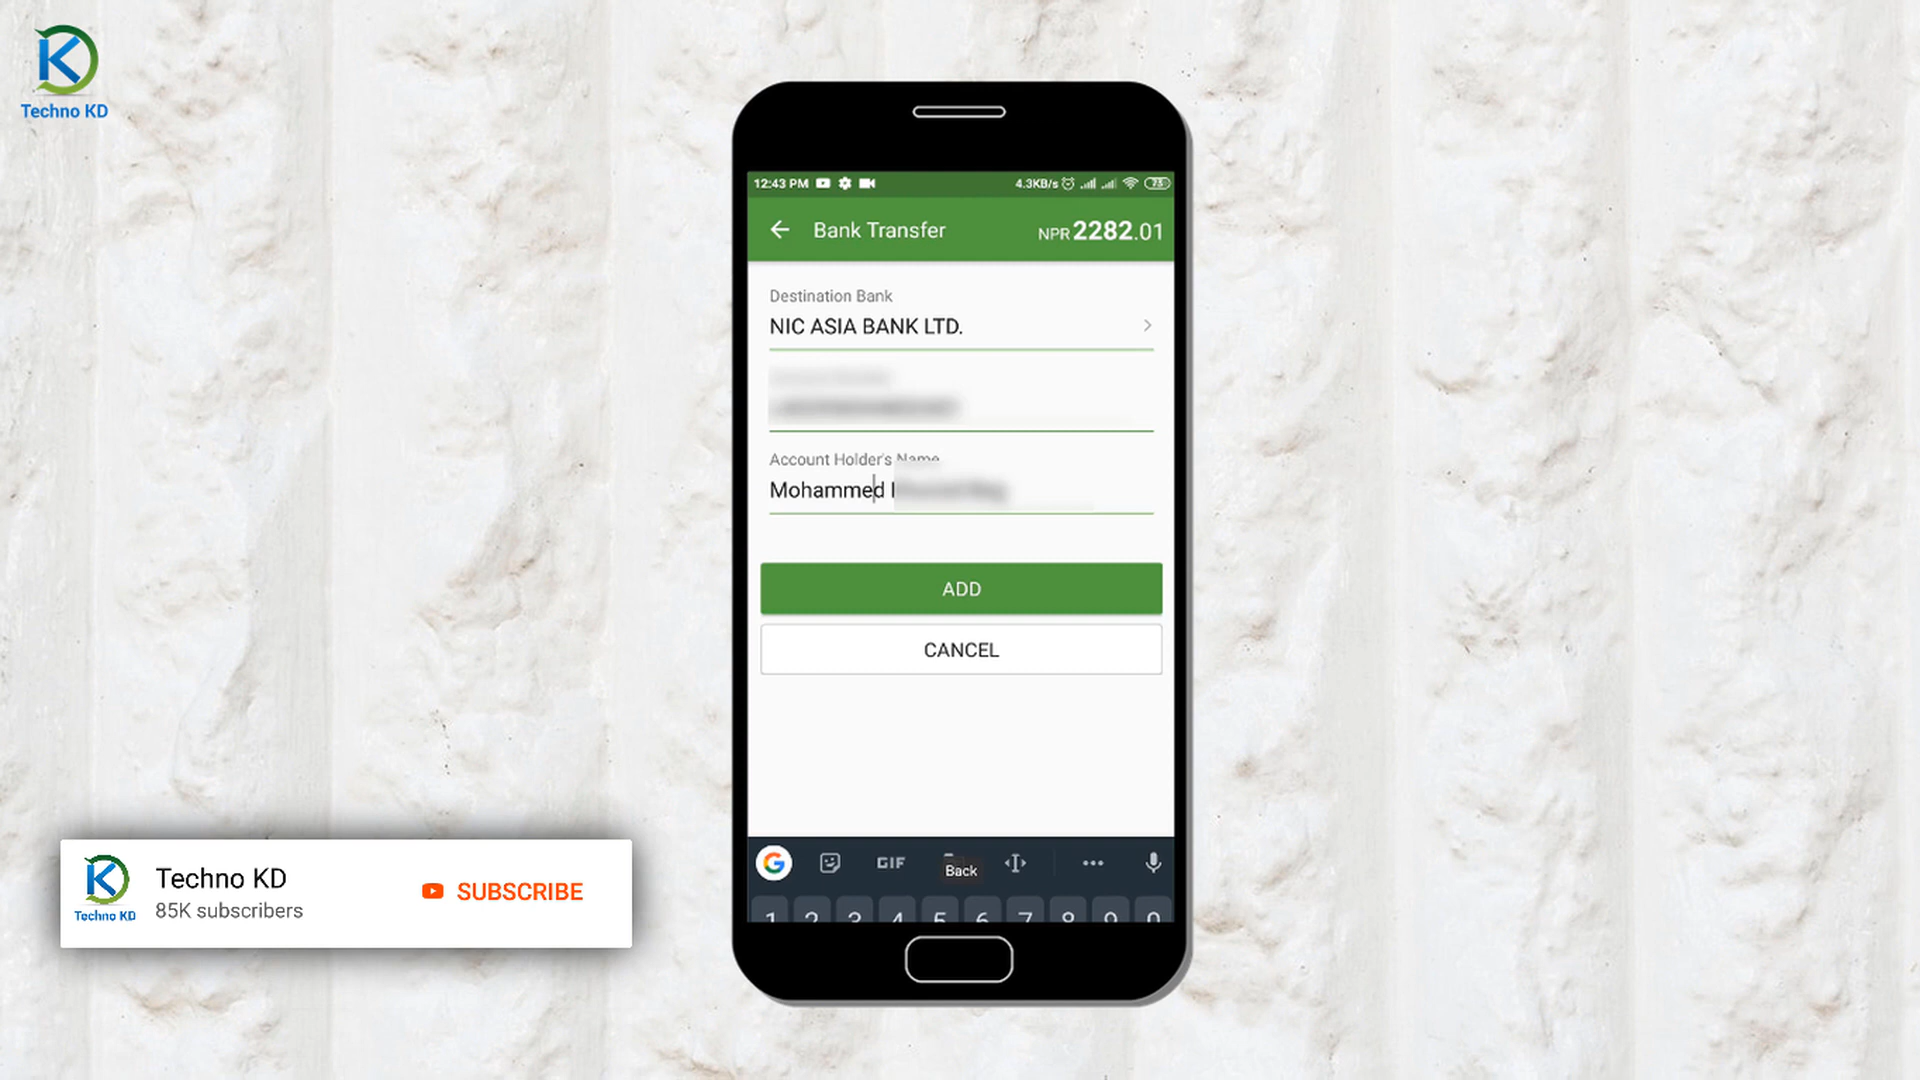 Techno KD
12:43 PM 4.3KB/s 73
Bank Transfer NPR 2282.01
Destination Bank
NIC ASIA BANK LTD.
Account Holder's Name
Mohammed
ADD
CANCEL
GIF
Back
1 2 3 4 5 6 7 8 9 0
Techno KD
Techno KD
85K subscribers
SUBSCRIBE